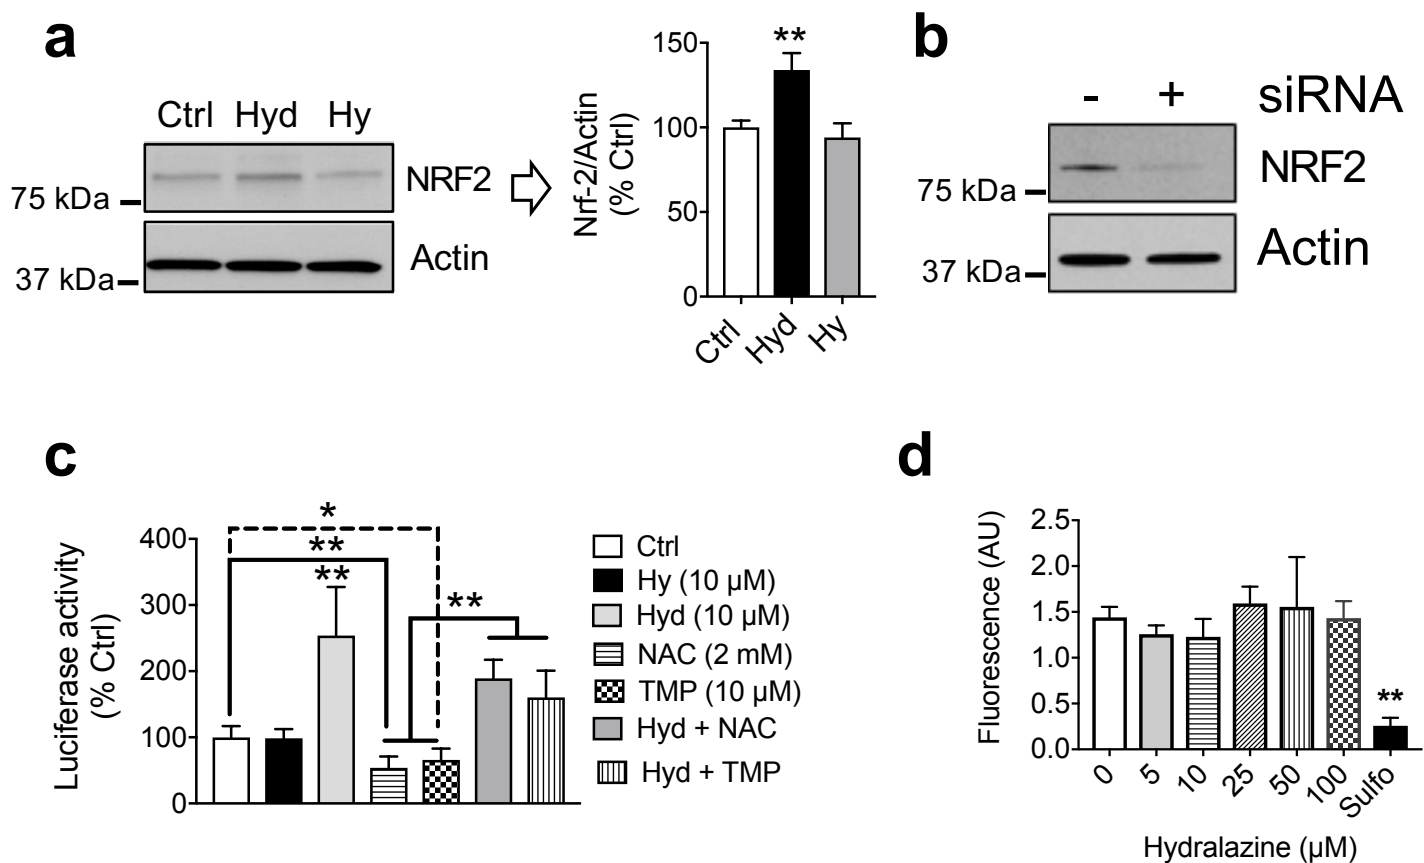 a
Ctrl Hyd Hy
75 kDa
NRF2
37 kDa
Actin
Nrf-2/Actin
(% Ctrl)
150
100
50
0
**
Ctrl
Hyd
Hy
b
- + siRNA
75 kDa
NRF2
37 kDa
Actin
c
Luciferase activity
(% Ctrl)
400
300
200
100
0
*
**
**
**
Ctrl
Hy (10 µM)
Hyd (10 µM)
NAC (2 mM)
TMP (10 µM)
Hyd + NAC
Hyd + TMP
d
Fluorescence (AU)
2.5
2.0
1.5
1.0
0.5
0.0
**
0
5
10
25
50
100
Sulfo
Hydralazine (µM)